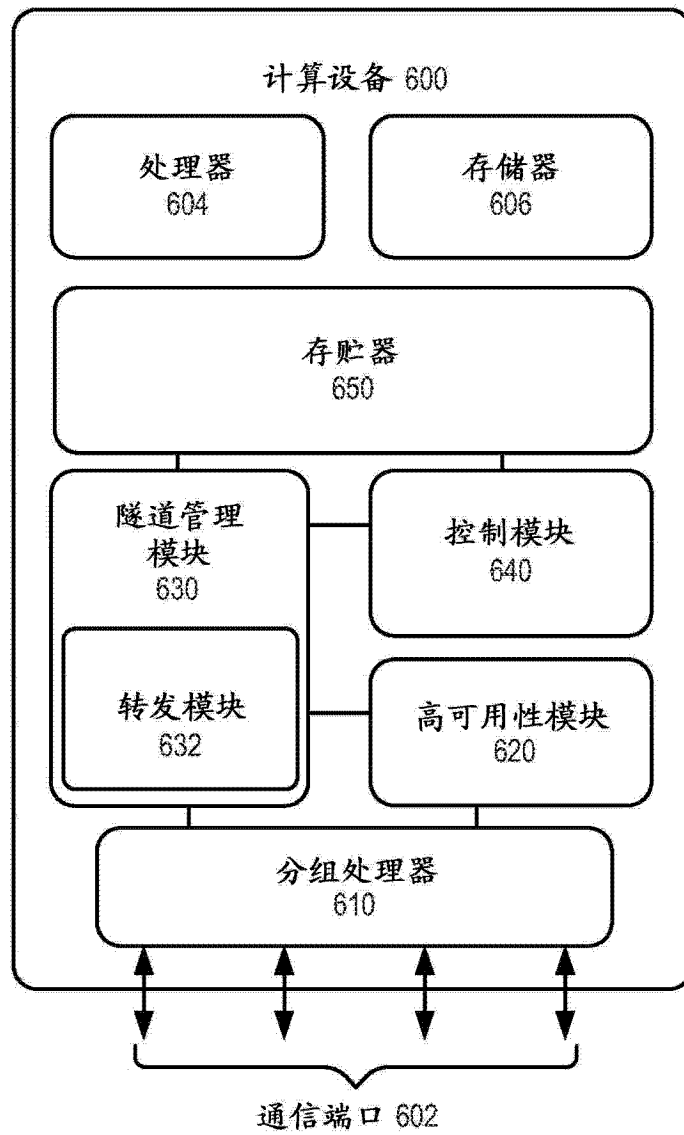 计算设备 600
处理器
604
存储器
606
存贮器
650
隧道管理
模块
630
控制模块
640
转发模块
632
高可用性模块
620
分组处理器
610
通信端口 602